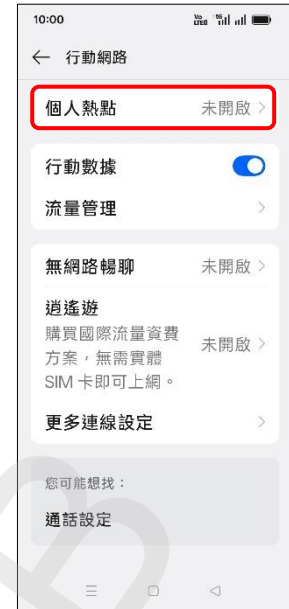 10:00
← 行動網路
個人熱點 未開啟 >
行動數據
流量管理 >
無網路暢聊 未開啟 >
逍遙遊
購買國際流量資費
方案，無需實體
SIM 卡即可上網。
未開啟 >
更多連線設定 >
您可能想找：
通話設定